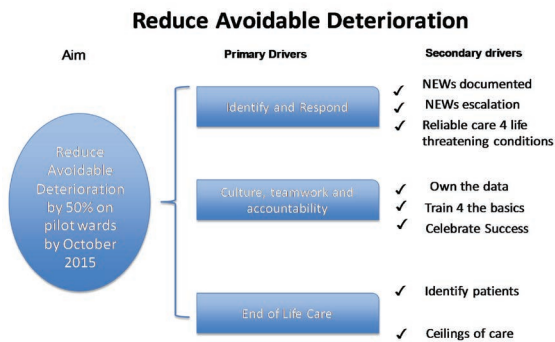 Reduce Avoidable Deterioration
Aim
Primary Drivers
Secondary drivers
Reduce
Avoidable
Deterioration
by 50% on
pilot wards
by October
2015
Identify and Respond
✓ NEWs documented
✓ NEWs escalation
✓ Reliable care 4 life
threatening conditions
Culture, teamwork and
accountability
✓ Own the data
✓ Train 4 the basics
✓ Celebrate Success
End of Life Care
✓ Identify patients
✓ Ceilings of care